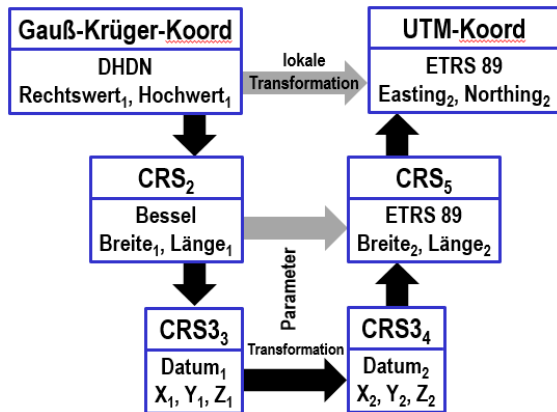 Gauß-Krüger-Koord
DHDN
Rechtswert₁, Hochwert₁
lokale
Transformation
UTM-Koord
ETRS 89
Easting₂, Northing₂
CRS₂
Bessel
Breite₁, Länge₁
CRS₅
ETRS 89
Breite₂, Länge₂
Parameter
CRS3₃
Datum₁
X₁, Y₁, Z₁
Transformation
CRS3₄
Datum₂
X₂, Y₂, Z₂